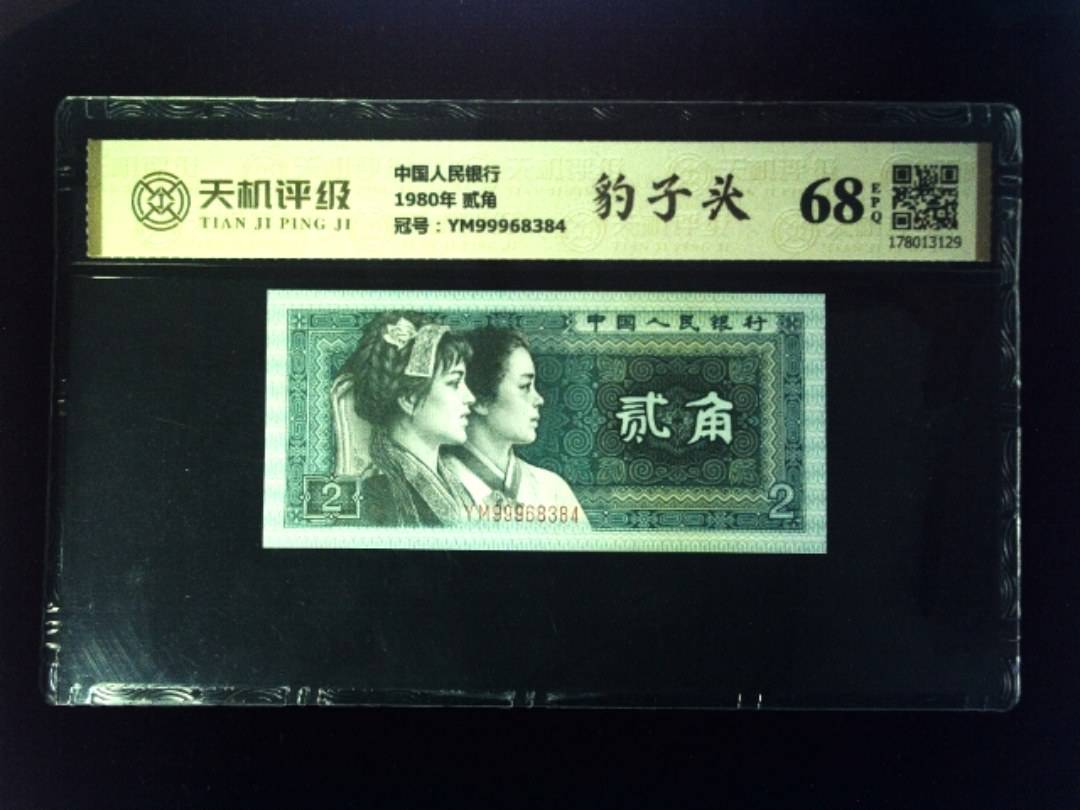 天机评级
TIAN JI PING JI
中国人民银行
1980年 贰角
冠号：YM99968384
豹子头
68
EPQ
178013129
中国人民银行
贰角
2
2
YM99968384